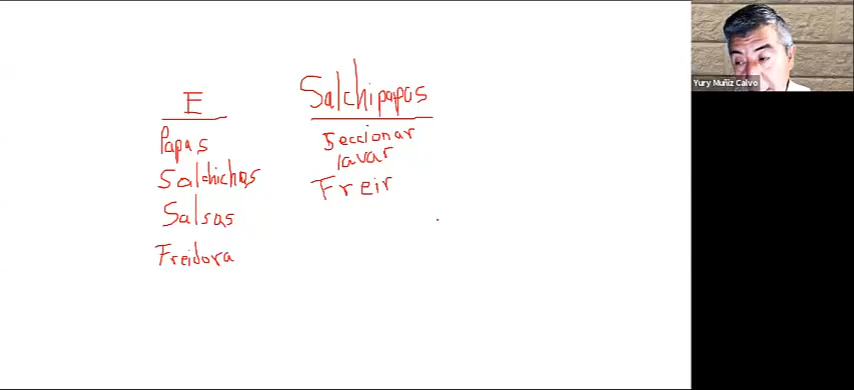 E
Papas
Salchichas
Salsas
Freidora
Salchipapas
Seccionar
lavar
Freir
Yury Muñiz Calvo